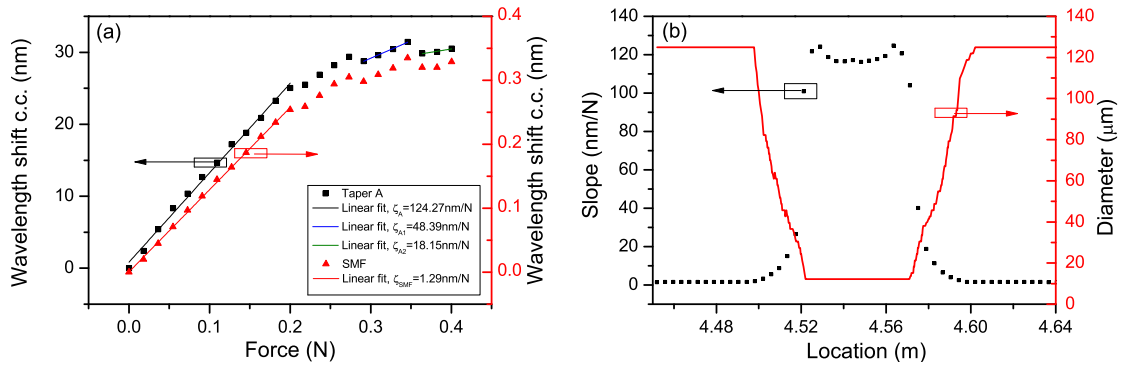 (a)
Wavelength shift c.c. (nm)
30
20
10
0
0.0 0.1 0.2 0.3 0.4
Force (N)
0.4
0.3
0.2
0.1
0.0
Wavelength shift c.c. (nm)
Taper A
Linear fit, ζA=124.27nm/N
Linear fit, ζA1=48.39nm/N
Linear fit, ζA2=18.15nm/N
SMF
Linear fit, ζSMF=1.29nm/N
(b)
Slope (nm/N)
140
120
100
80
60
40
20
0
4.48 4.52 4.56 4.60 4.64
Location (m)
140
120
100
80
60
40
20
0
Diameter (μm)